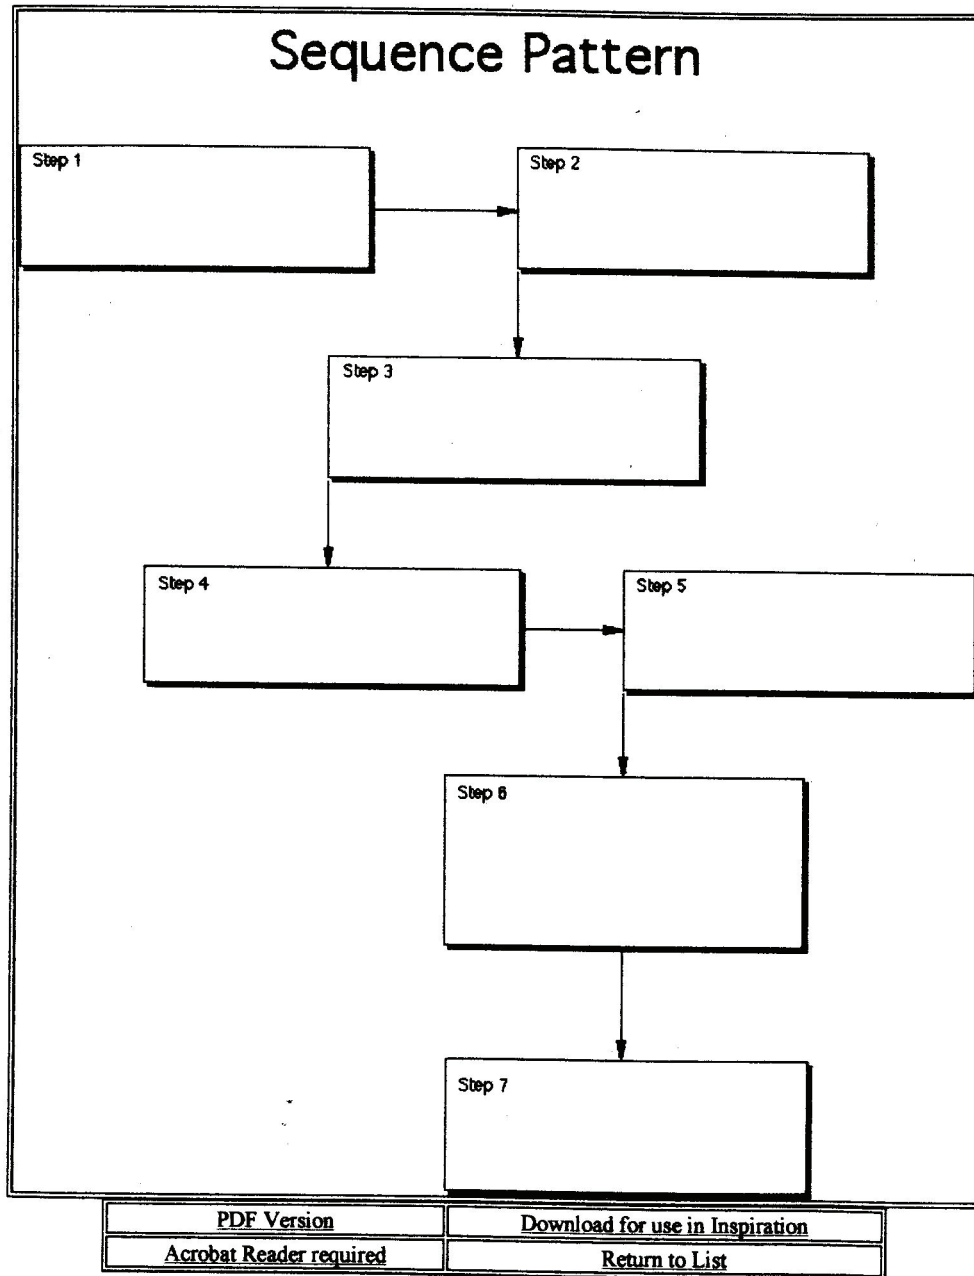 Sequence Pattern
Step 1
Step 2
Step 3
Step 4
Step 5
Step 6
Step 7
PDF Version
Download for use in Inspiration
Acrobat Reader required
Return to List